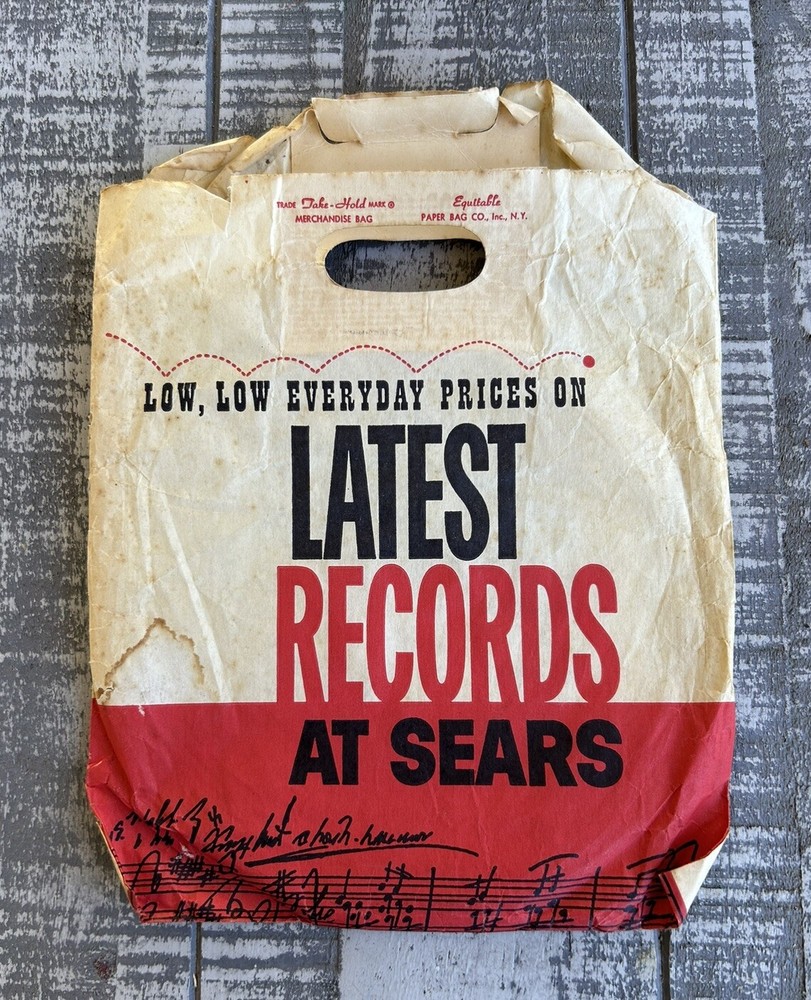 TRADE Take-Hold MARK ®
MERCHANDISE BAG
Equitable
PAPER BAG CO., Inc., N.Y.
LOW, LOW EVERYDAY PRICES ON
LATEST
RECORDS
AT SEARS